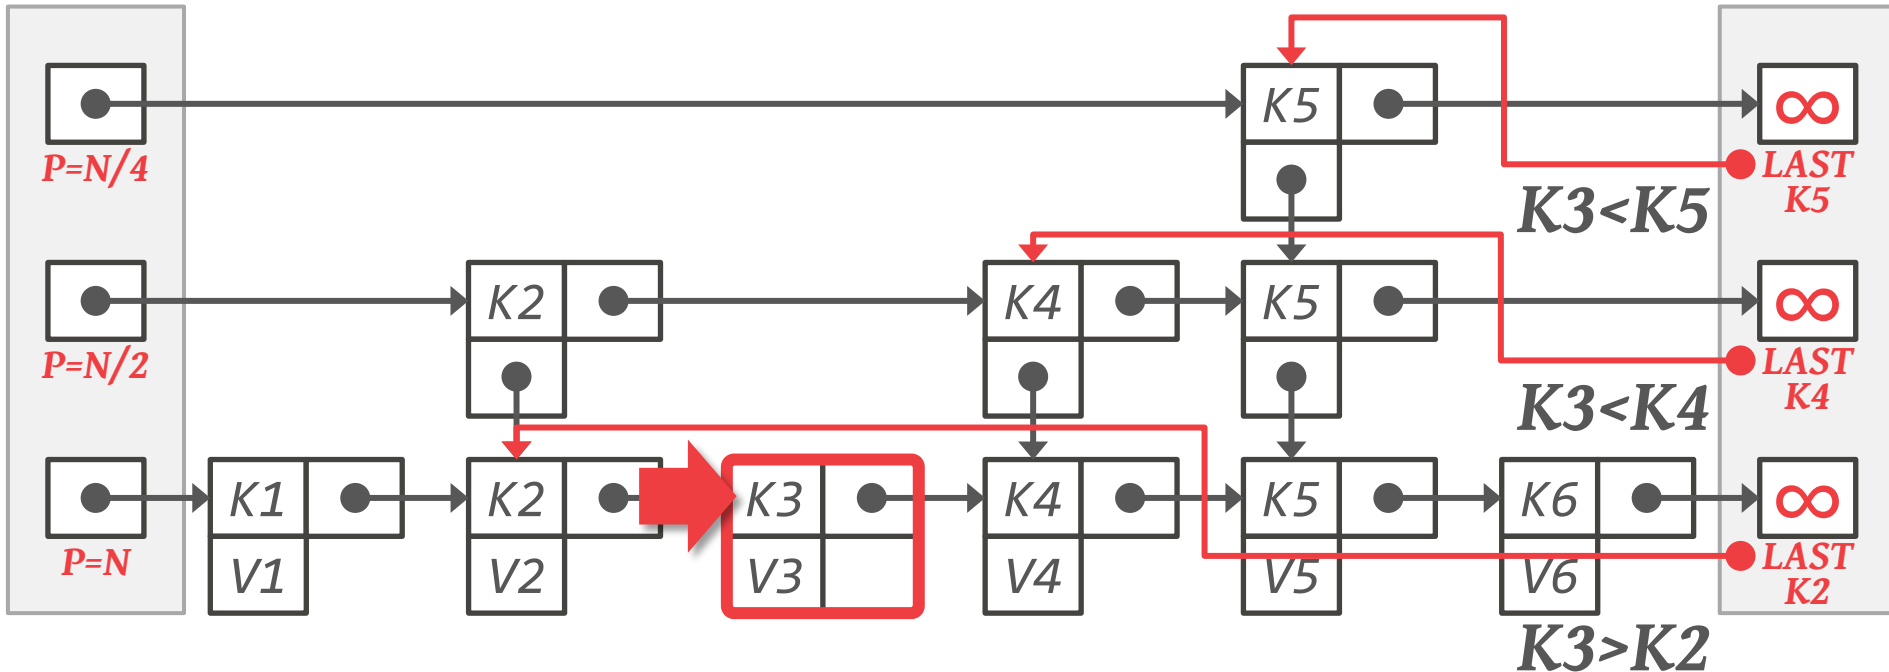 K5
∞
P=N/4
LAST
K5
K3<K5
K2
K4
K5
∞
P=N/2
LAST
K4
K3<K4
K1
K2
K3
K4
K5
K6
∞
P=N
V1
V2
V3
V4
V5
V6
LAST
K2
K3>K2